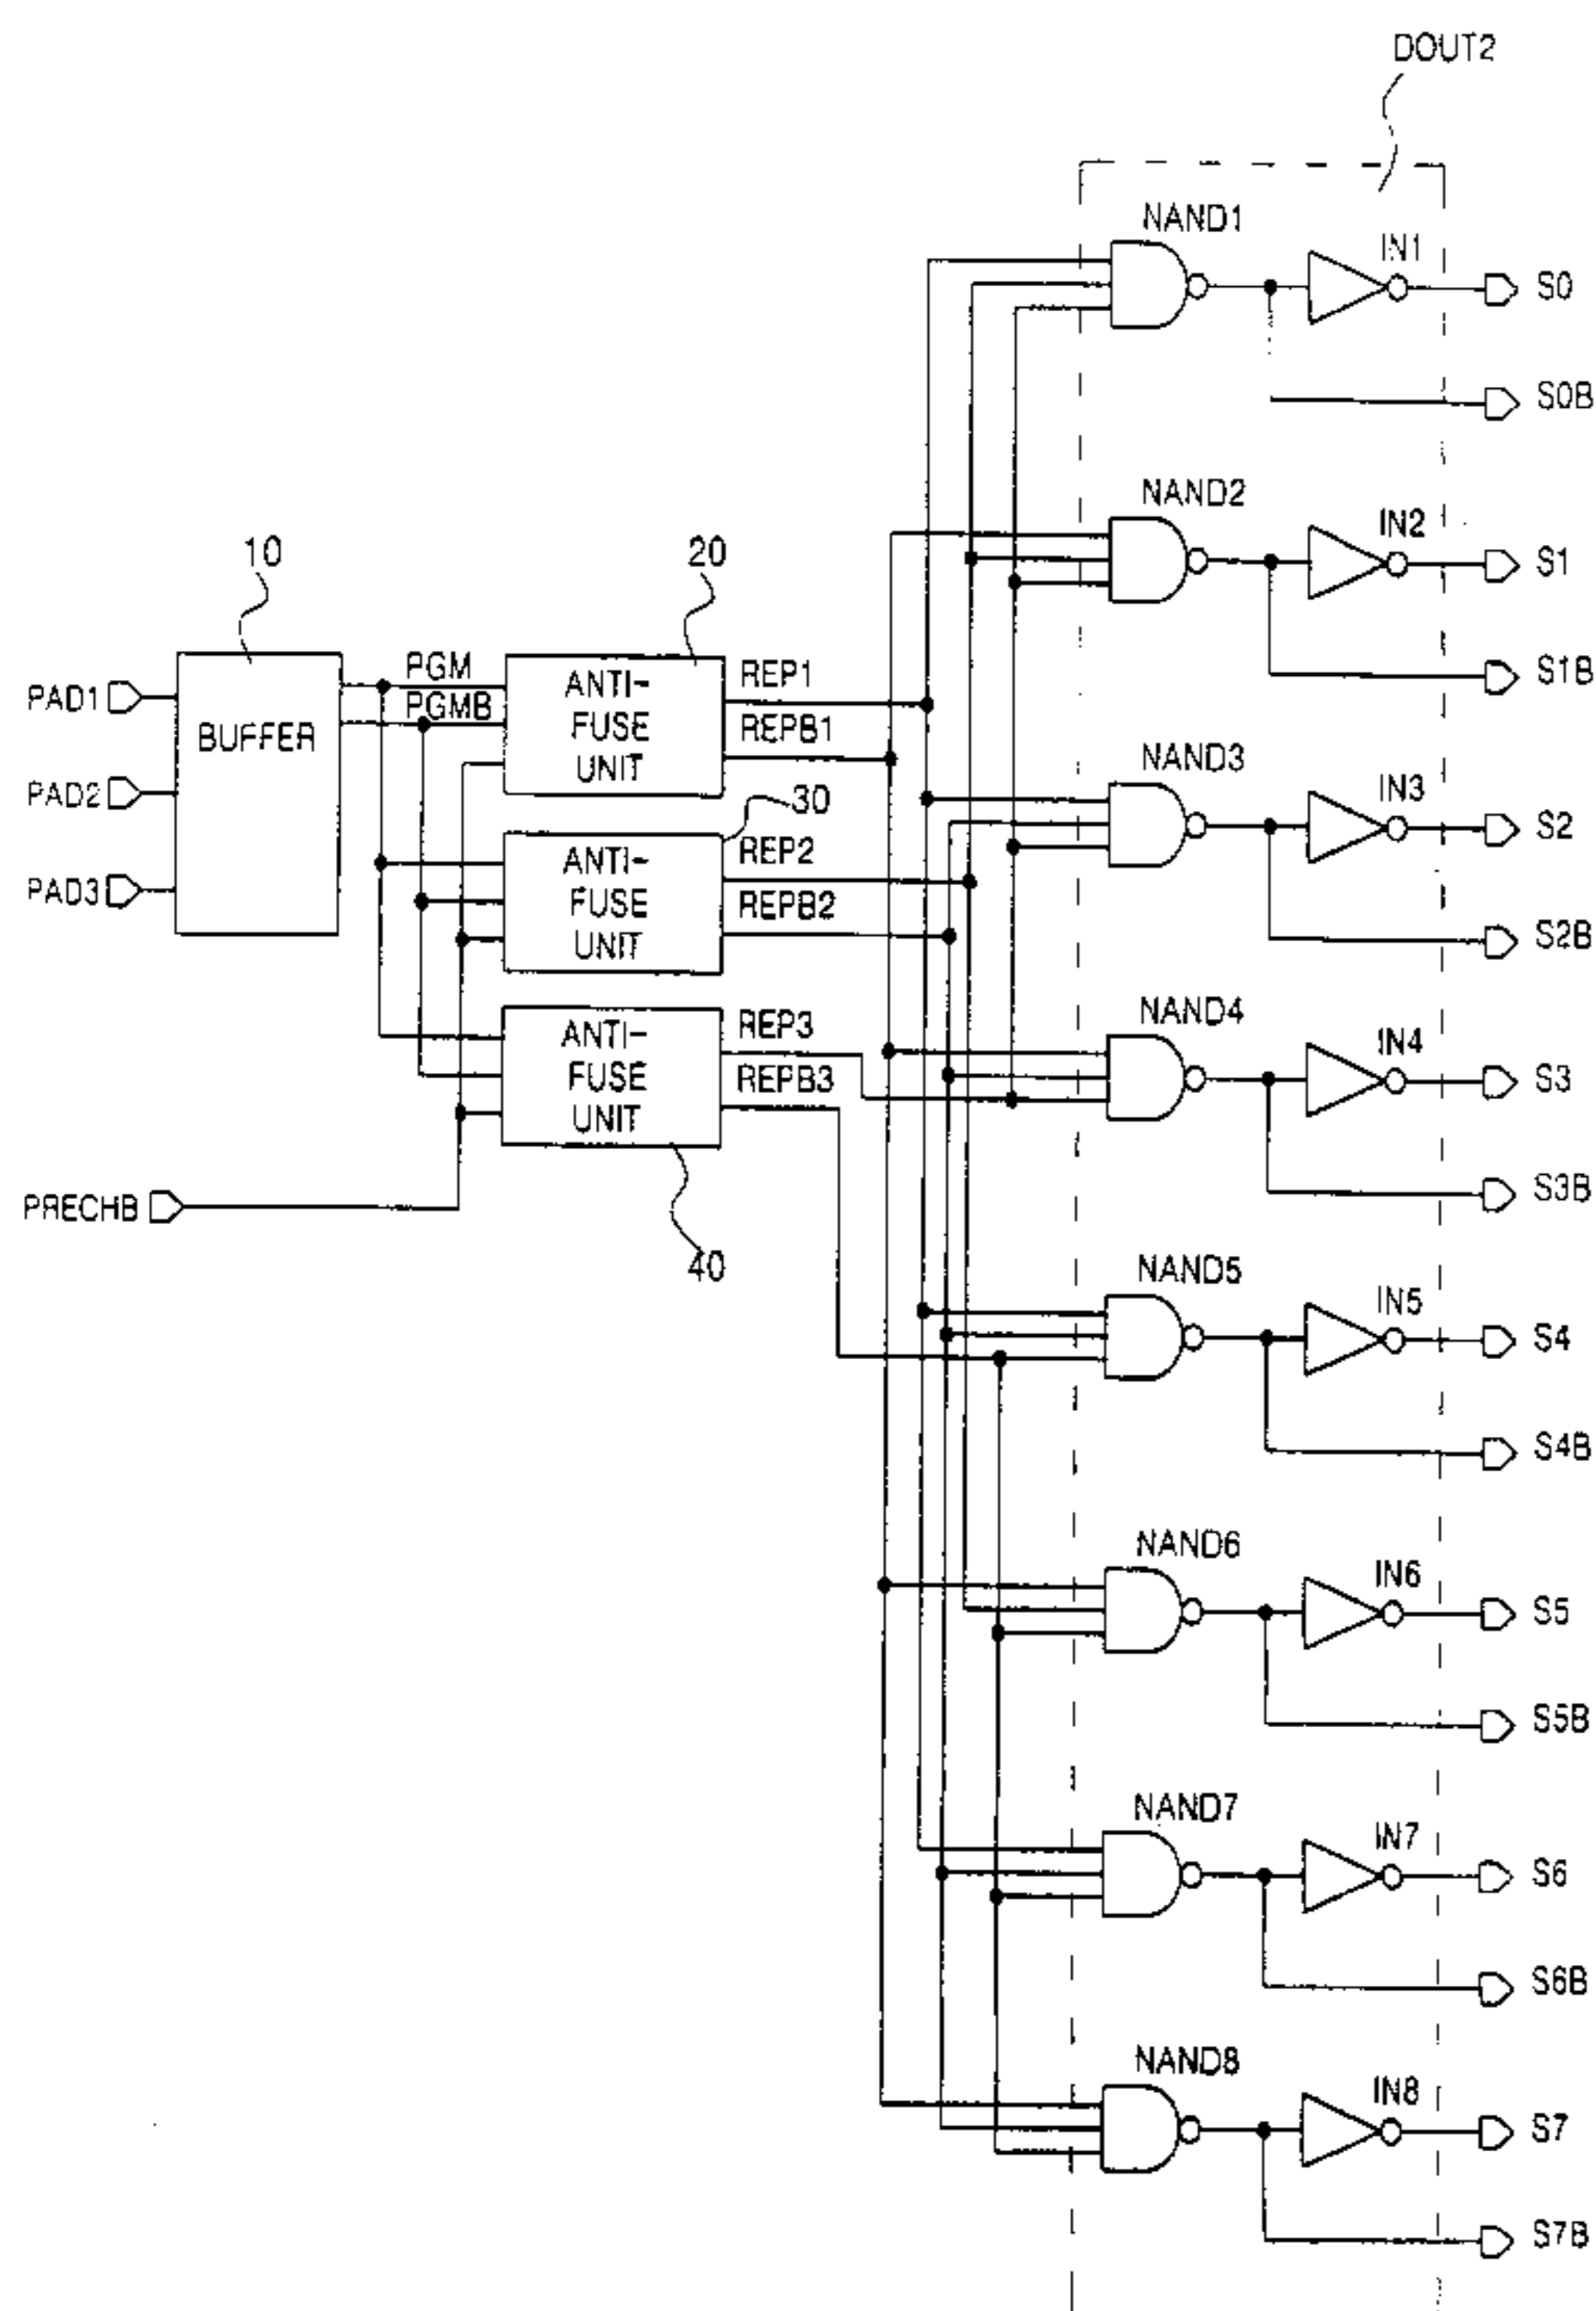 DOUT2
NAND1
IN1
S0
S0B
NAND2
IN2
S1
S1B
10
20
PAD1
PGM
PGMB
BUFFER
ANTI-
FUSE
UNIT
REP1
REPB1
NAND3
IN3
S2
PAD2
30
ANTI-
FUSE
UNIT
REP2
REPB2
PAD3
S2B
NAND4
IN4
S3
ANTI-
FUSE
UNIT
REP3
REPB3
PRECHB
S3B
40
NAND5
IN5
S4
S4B
NAND6
IN6
S5
S5B
NAND7
IN7
S6
S6B
NAND8
IN8
S7
S7B